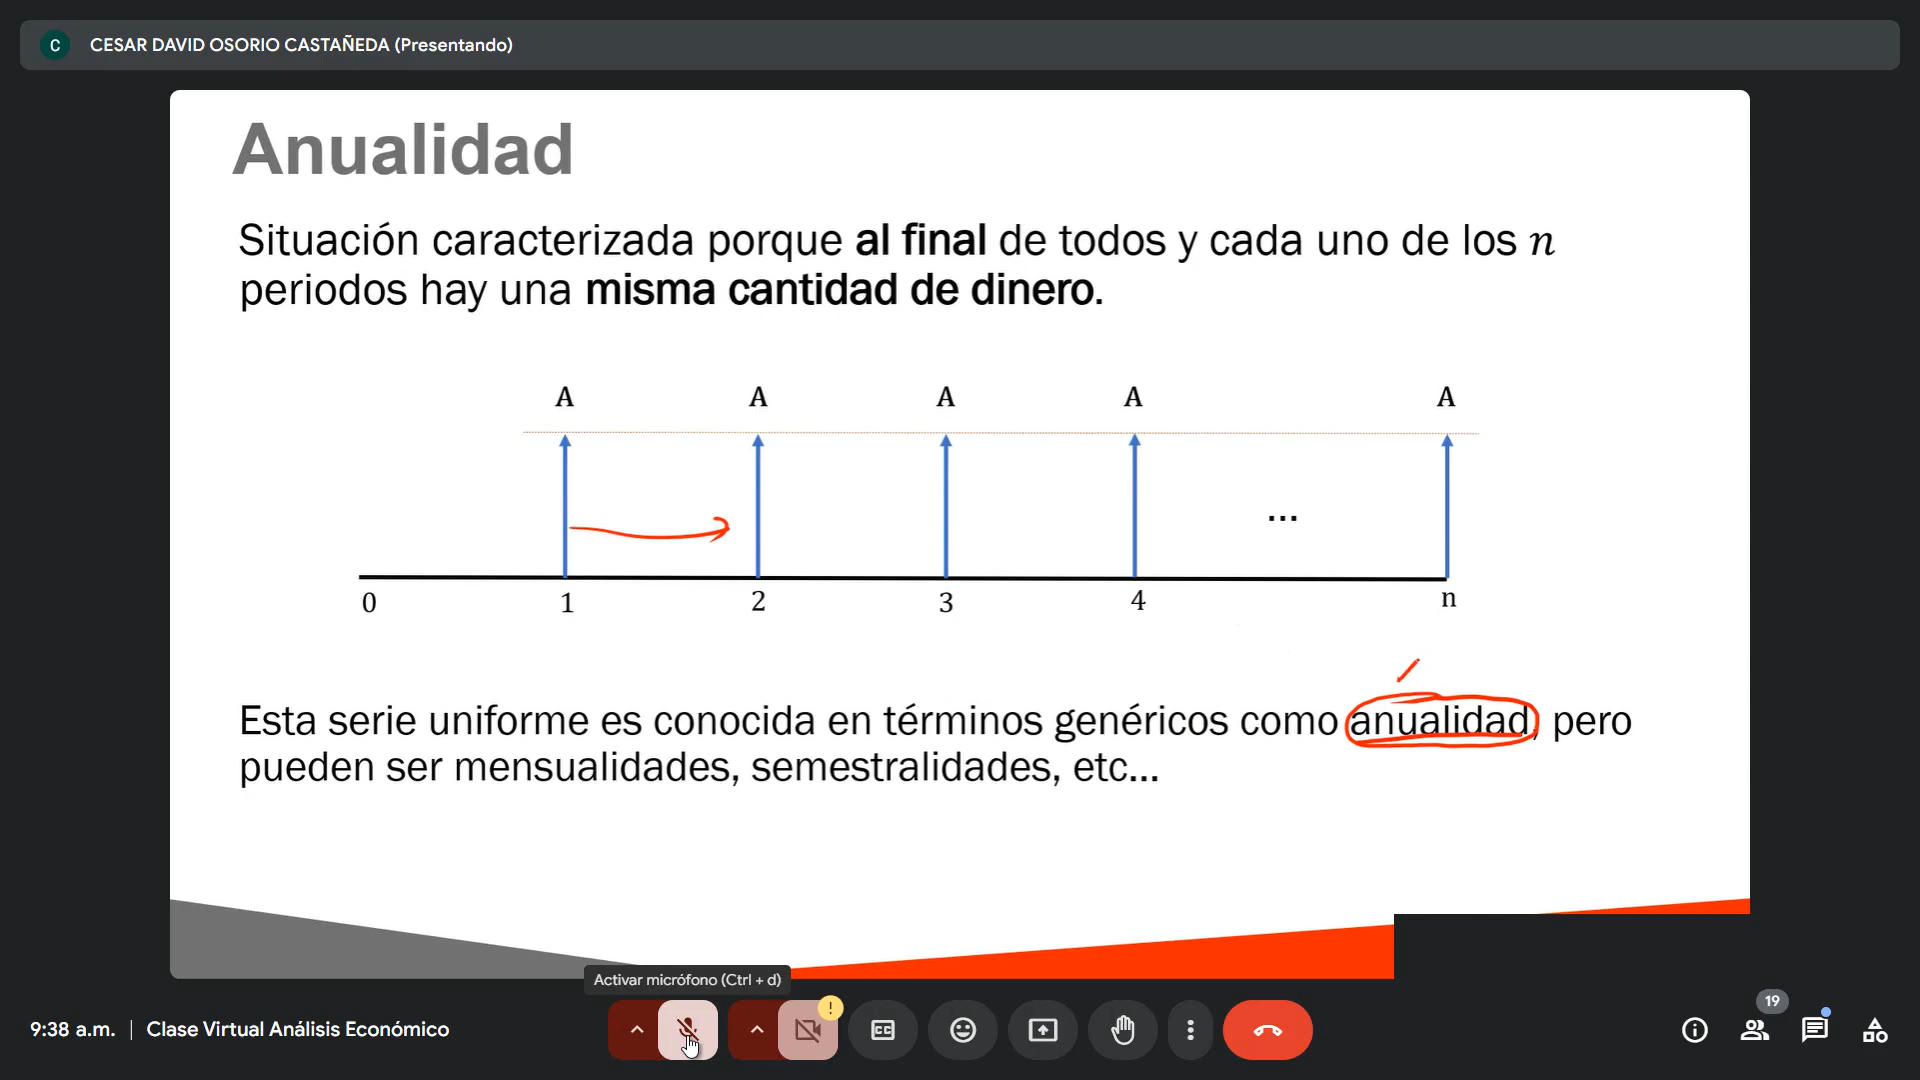 C CESAR DAVID OSORIO CASTAÑEDA (Presentando)
Anualidad
Situación caracterizada porque al final de todos y cada uno de los n
periodos hay una misma cantidad de dinero.
A A A A A
...
0 1 2 3 4 n
Esta serie uniforme es conocida en términos genéricos como anualidad, pero
pueden ser mensualidades, semestralidades, etc...
Activar micrófono (Ctrl + d)
9:38 a.m. | Clase Virtual Análisis Económico
!
CC
19